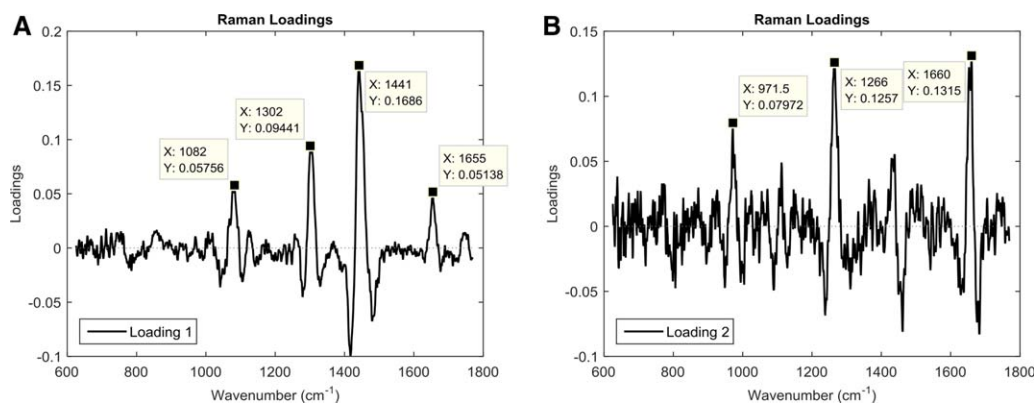 A
Raman Loadings
0.2
0.15
0.1
0.05
0
-0.05
-0.1
Loadings
X: 1082
Y: 0.05756
X: 1302
Y: 0.09441
X: 1441
Y: 0.1686
X: 1655
Y: 0.05138
Loading 1
600 800 1000 1200 1400 1600 1800
Wavenumber (cm-1)
B
Raman Loadings
0.15
0.1
0.05
0
-0.05
-0.1
Loadings
X: 971.5
Y: 0.07972
X: 1266
Y: 0.1257
X: 1660
Y: 0.1315
Loading 2
600 800 1000 1200 1400 1600 1800
Wavenumber (cm-1)